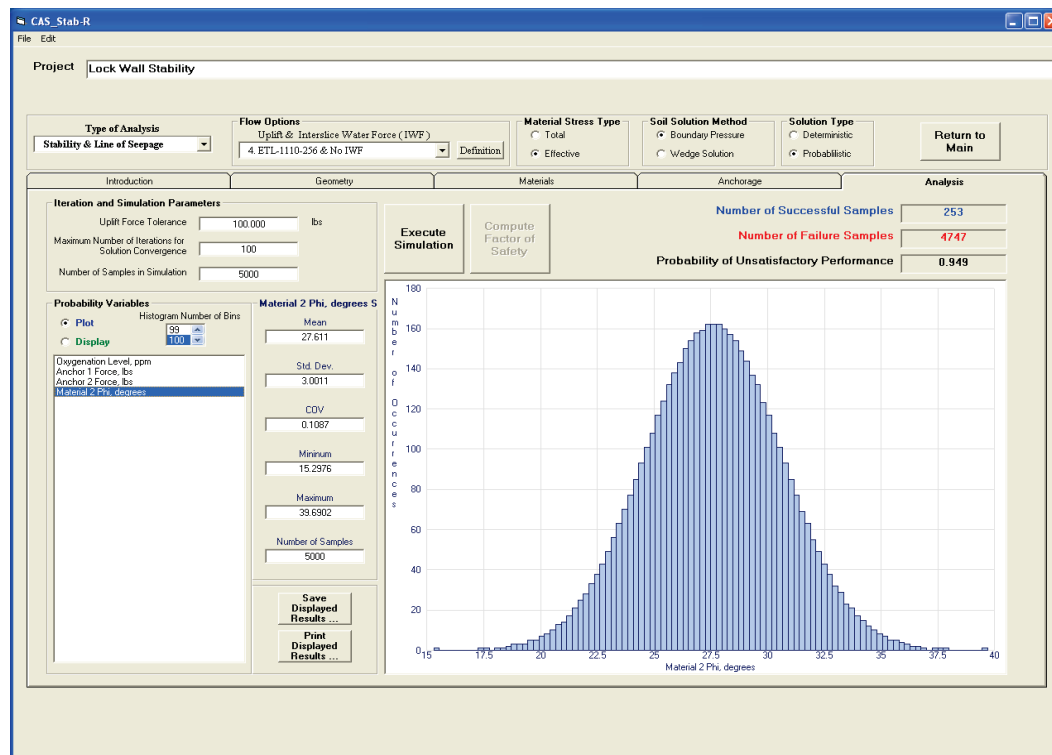 CAS_Stab-R
File Edit
Project Lock Wall Stability
Type of Analysis
Stability & Line of Seepage
Flow Options
Uplift & Interslice Water Force ( IWF )
4. ETL-1110-256 & No IWF
Definition
Material Stress Type
Total
Effective
Soil Solution Method
Boundary Pressure
Wedge Solution
Solution Type
Deterministic
Probabilistic
Return to
Main
Introduction Geometry Materials Anchorage Analysis
Iteration and Simulation Parameters
Uplift Force Tolerance 100.000 lbs
Maximum Number of Iterations for
Solution Convergence 100
Number of Samples in Simulation 5000
Execute
Simulation
Compute
Factor of
Safety
Number of Successful Samples 253
Number of Failure Samples 4747
Probability of Unsatisfactory Performance 0.949
Probability Variables
Plot
Display
Histogram Number of Bins
99
100
Oxygenation Level, ppm
Anchor 1 Force, lbs
Anchor 2 Force, lbs
Material 2 Phi, degrees
Material 2 Phi, degrees S
Mean
27.611
Std. Dev.
3.0011
COV
0.1087
Mininum
15.2976
Maximum
39.6902
Number of Samples
5000
Save
Displayed
Results ...
Print
Displayed
Results ...
Number of Occurrences
180
160
140
120
100
80
60
40
20
0
15 17.5 20 22.5 25 27.5 30 32.5 35 37.5 40
Material 2 Phi, degrees